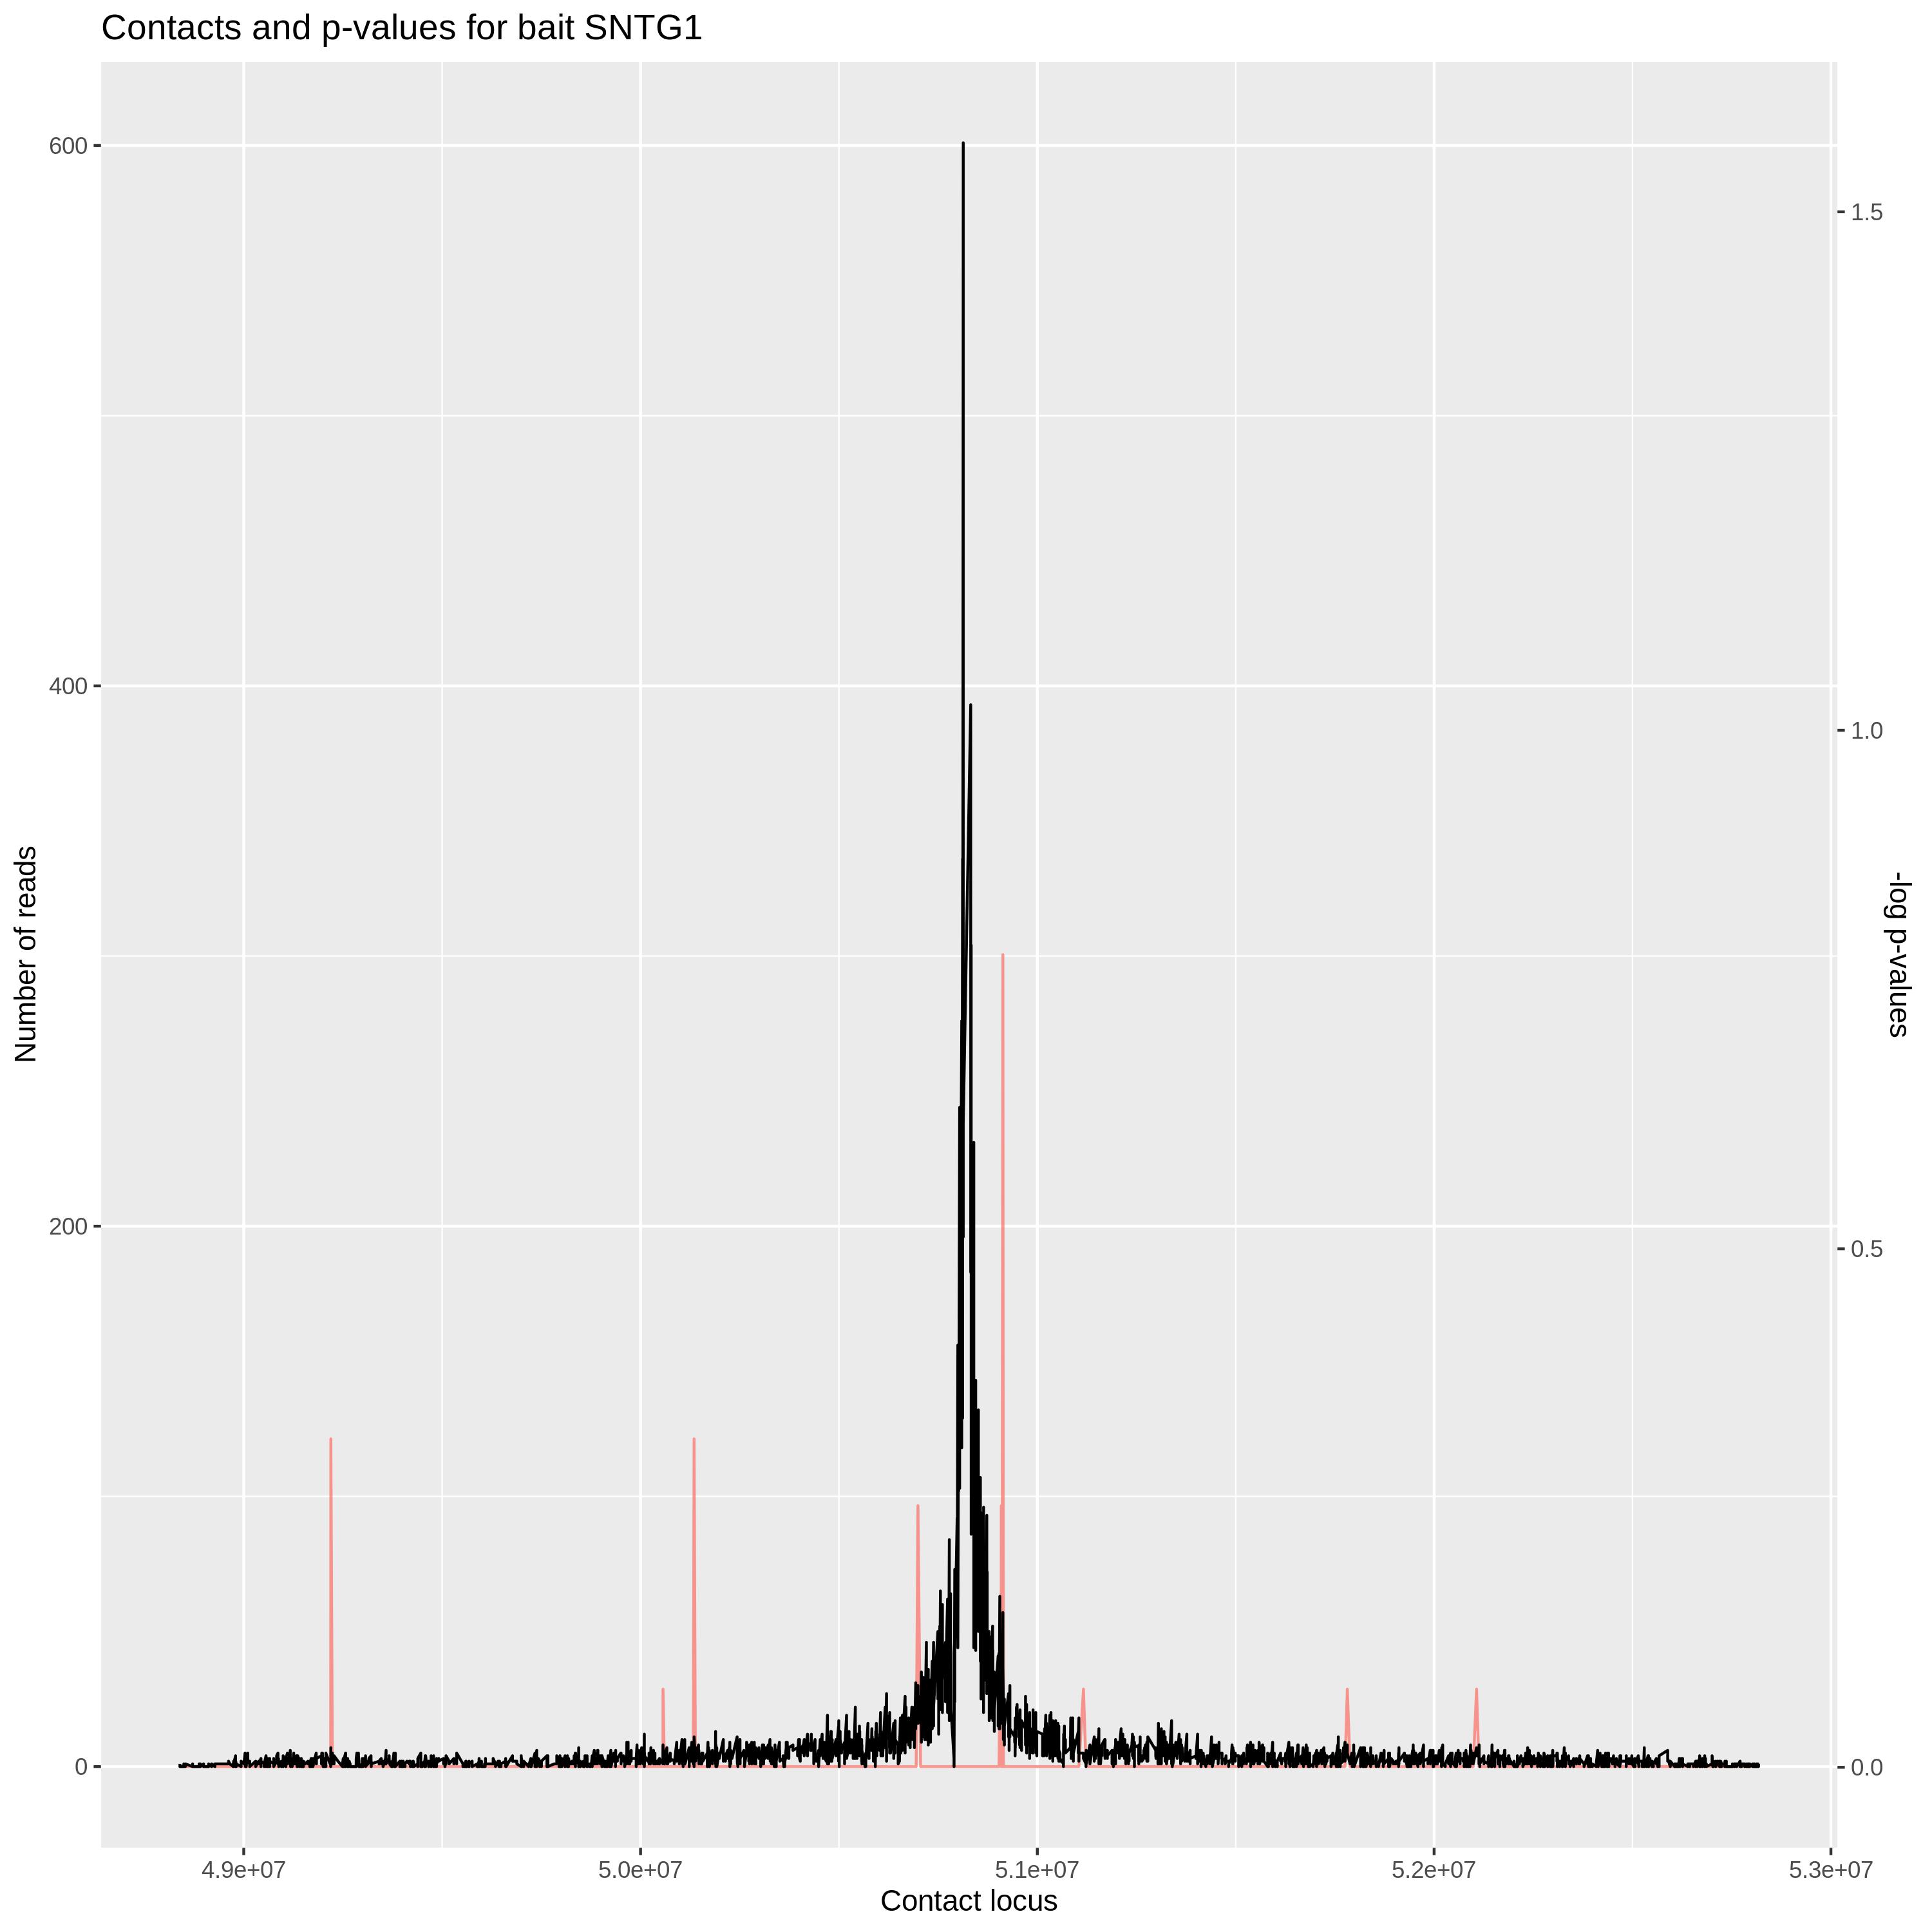 Contacts and p-values for bait SNTG1
600
400
200
0
Number of reads
1.5
1.0
0.5
0.0
-log p-values
4.9e+07 5.0e+07 5.1e+07 5.2e+07 5.3e+07
Contact locus